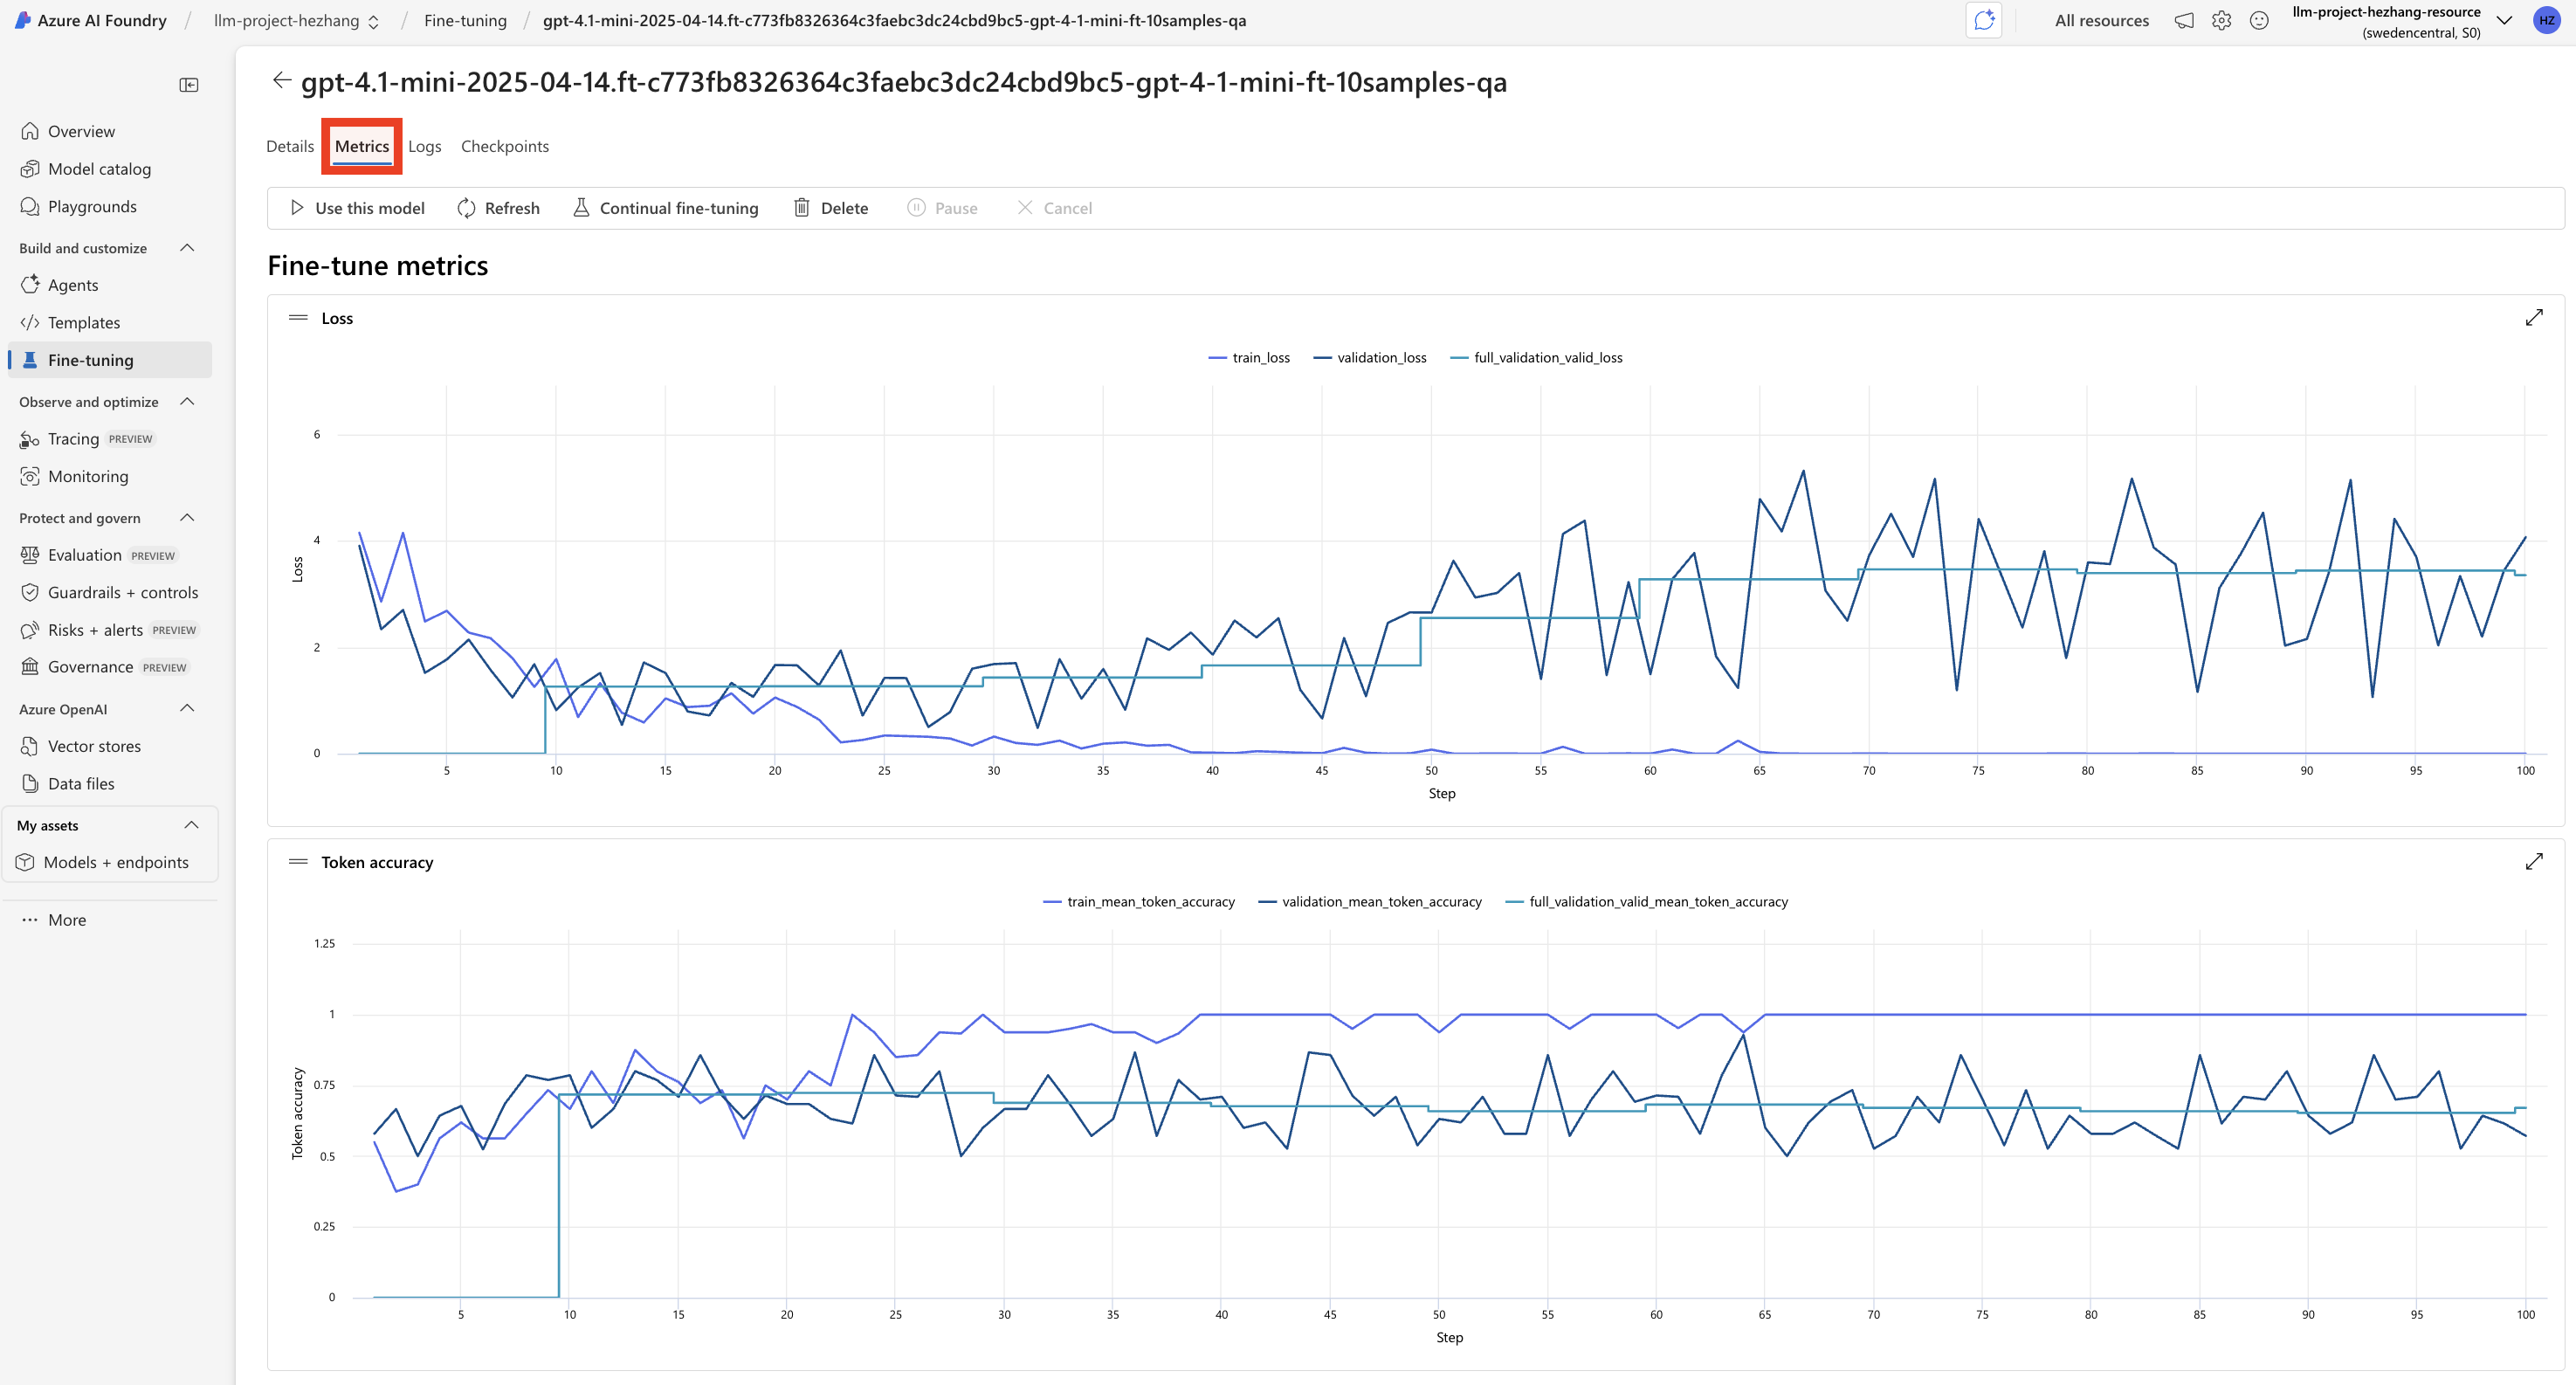 Azure AI Foundry / llm-project-hezhang / Fine-tuning / gpt-4.1-mini-2025-04-14.ft-c773fb8326364c3faebc3dc24cbd9bc5-gpt-4-1-mini-ft-10samples-qa
All resources
llm-project-hezhang-resource
(swedencentral, S0)
HZ
Overview
Model catalog
Playgrounds
Build and customize
Agents
Templates
Fine-tuning
Observe and optimize
Tracing PREVIEW
Monitoring
Protect and govern
Evaluation PREVIEW
Guardrails + controls
Risks + alerts PREVIEW
Governance PREVIEW
Azure OpenAI
Vector stores
Data files
My assets
Models + endpoints
More
gpt-4.1-mini-2025-04-14.ft-c773fb8326364c3faebc3dc24cbd9bc5-gpt-4-1-mini-ft-10samples-qa
Details Metrics Logs Checkpoints
Use this model Refresh Continual fine-tuning Delete Pause Cancel
Fine-tune metrics
Loss
train_loss validation_loss full_validation_valid_loss
6
4
2
0
Loss
5 10 15 20 25 30 35 40 45 50 55 60 65 70 75 80 85 90 95 100
Step
Token accuracy
train_mean_token_accuracy validation_mean_token_accuracy full_validation_valid_mean_token_accuracy
1.25
1
0.75
0.5
0.25
0
Token accuracy
5 10 15 20 25 30 35 40 45 50 55 60 65 70 75 80 85 90 95 100
Step